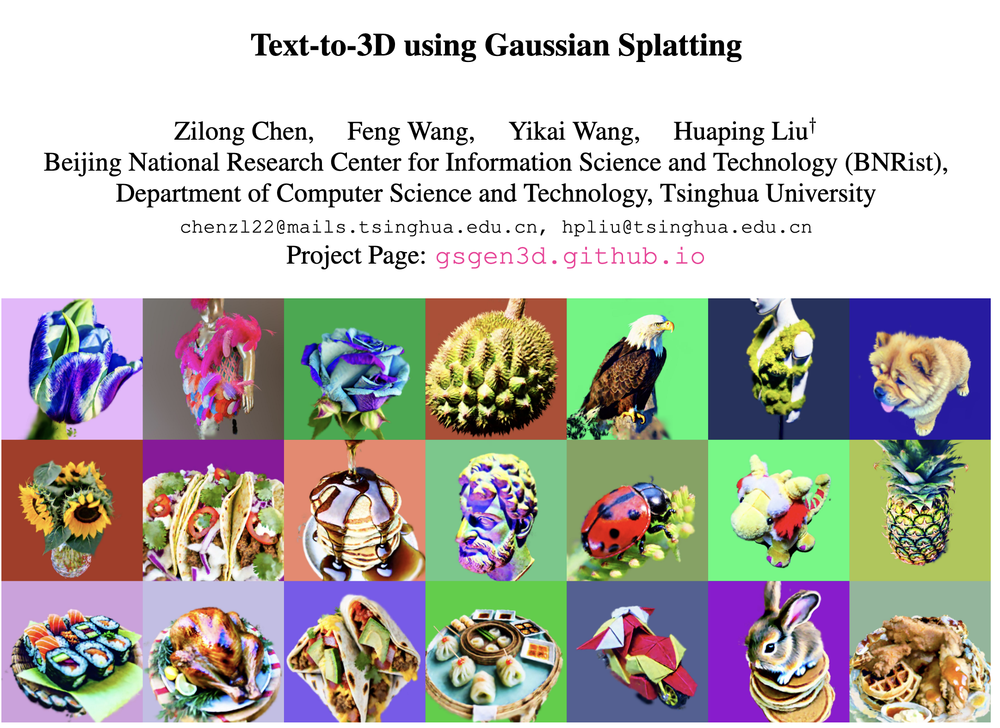 Text-to-3D using Gaussian Splatting
Zilong Chen, Feng Wang, Yikai Wang, Huaping Liu†
Beijing National Research Center for Information Science and Technology (BNRist),
Department of Computer Science and Technology, Tsinghua University
chenzl22@mails.tsinghua.edu.cn, hpliu@tsinghua.edu.cn
Project Page: gsgen3d.github.io